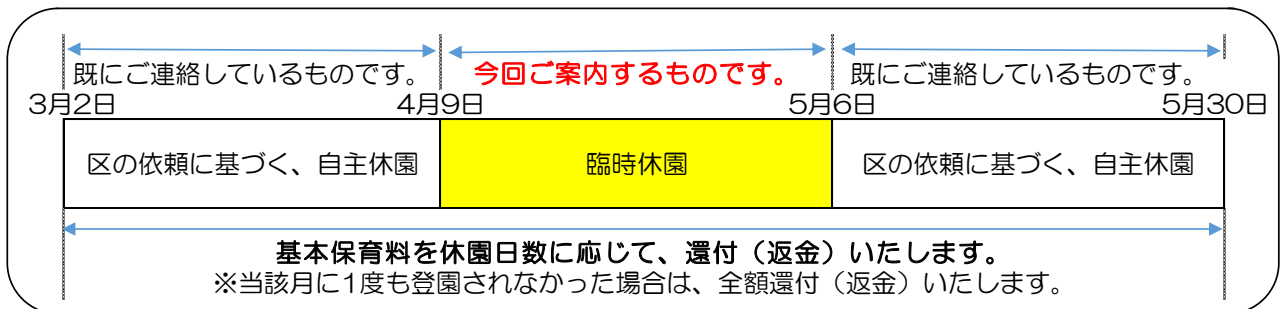 既にご連絡しているものです。 今回ご案内するものです。 既にご連絡しているものです。
3月2日 4月9日 5月6日 5月30日
区の依頼に基づく、自主休園 臨時休園 区の依頼に基づく、自主休園
基本保育料を休園日数に応じて、還付（返金）いたします。
※当該月に1度も登園されなかった場合は、全額還付（返金）いたします。